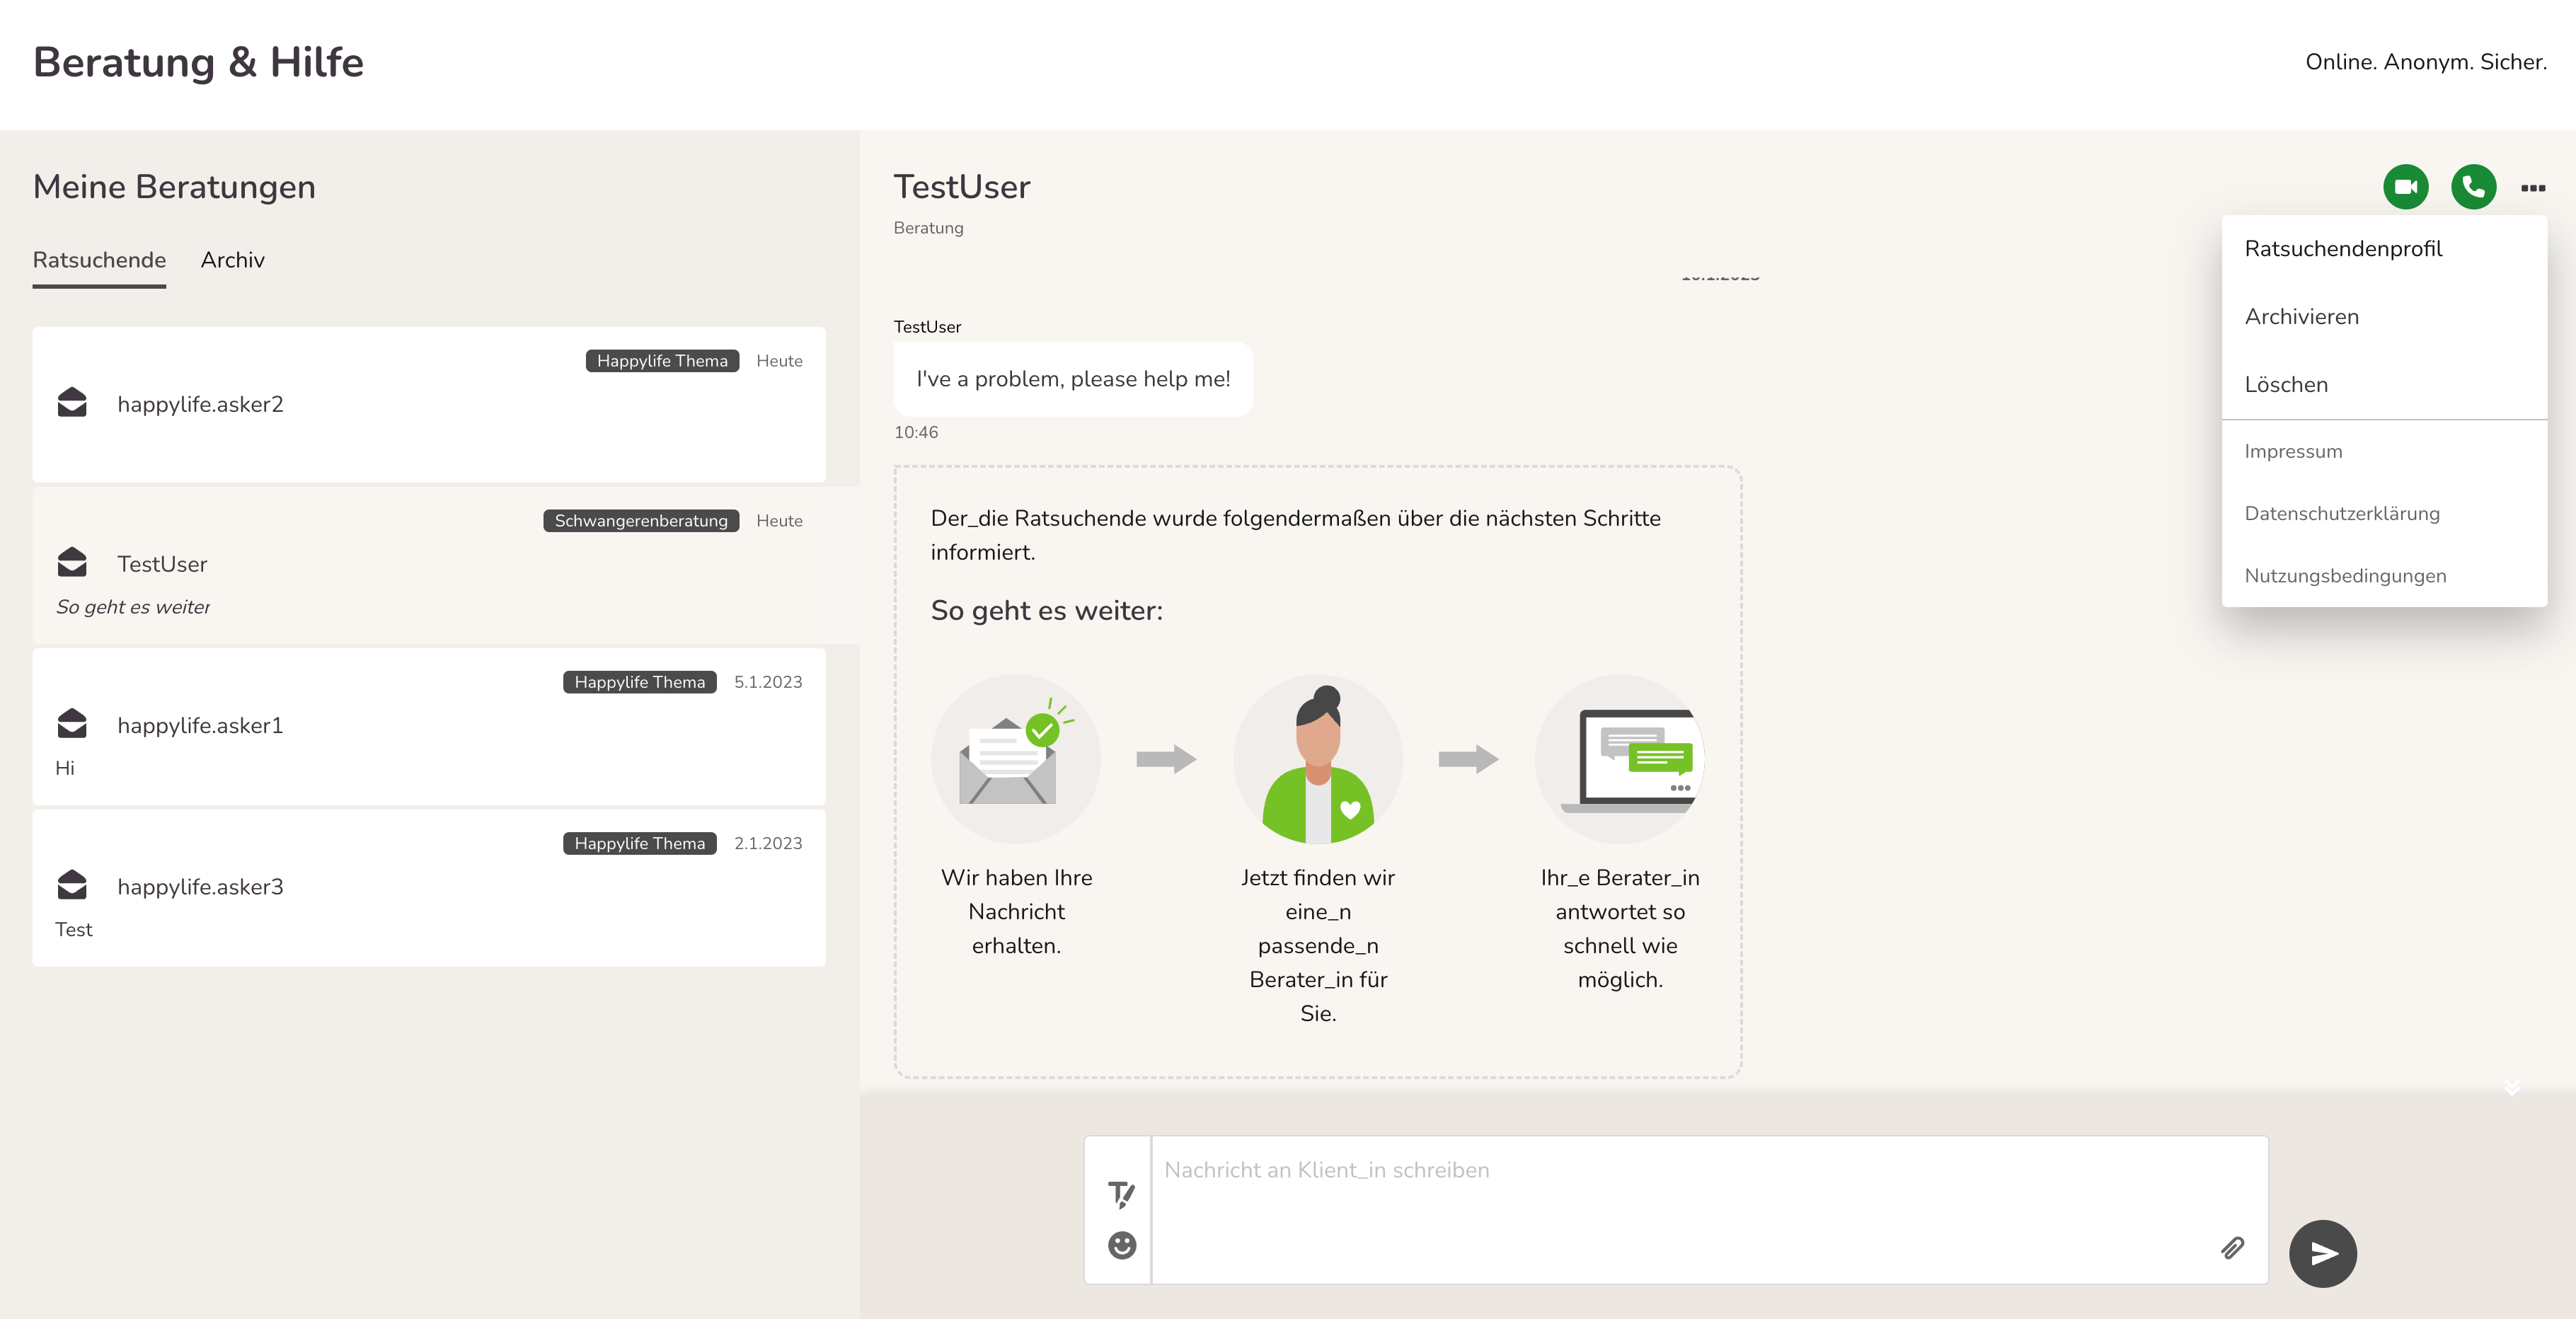 Beratung & Hilfe
Online. Anonym. Sicher.
Meine Beratungen
Ratsuchende
Archiv
Happylife Thema
Heute
happylife.asker2
Schwangerenberatung
Heute
TestUser
So geht es weiter
Happylife Thema
5.1.2023
happylife.asker1
Hi
Happylife Thema
2.1.2023
happylife.asker3
Test
TestUser
Beratung
TestUser
I've a problem, please help me!
10:46
Der_die Ratsuchende wurde folgendermaßen über die nächsten Schritte
informiert.
So geht es weiter:
Wir haben Ihre
Nachricht
erhalten.
Jetzt finden wir
eine_n
passende_n
Berater_in für
Sie.
Ihr_e Berater_in
antwortet so
schnell wie
möglich.
Ratsuchendenprofil
Archivieren
Löschen
Impressum
Datenschutzerklärung
Nutzungsbedingungen
Nachricht an Klient_in schreiben